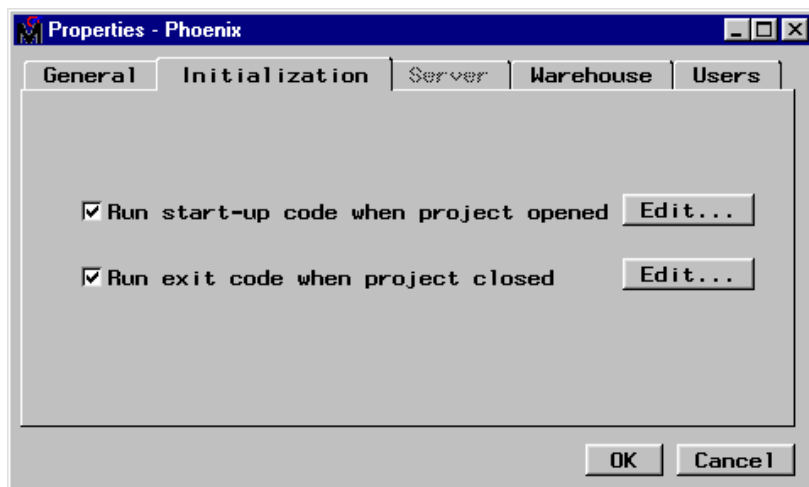 Properties - Phoenix
General Initialization Server Warehouse Users
Run start-up code when project opened Edit...
Run exit code when project closed Edit...
OK Cancel